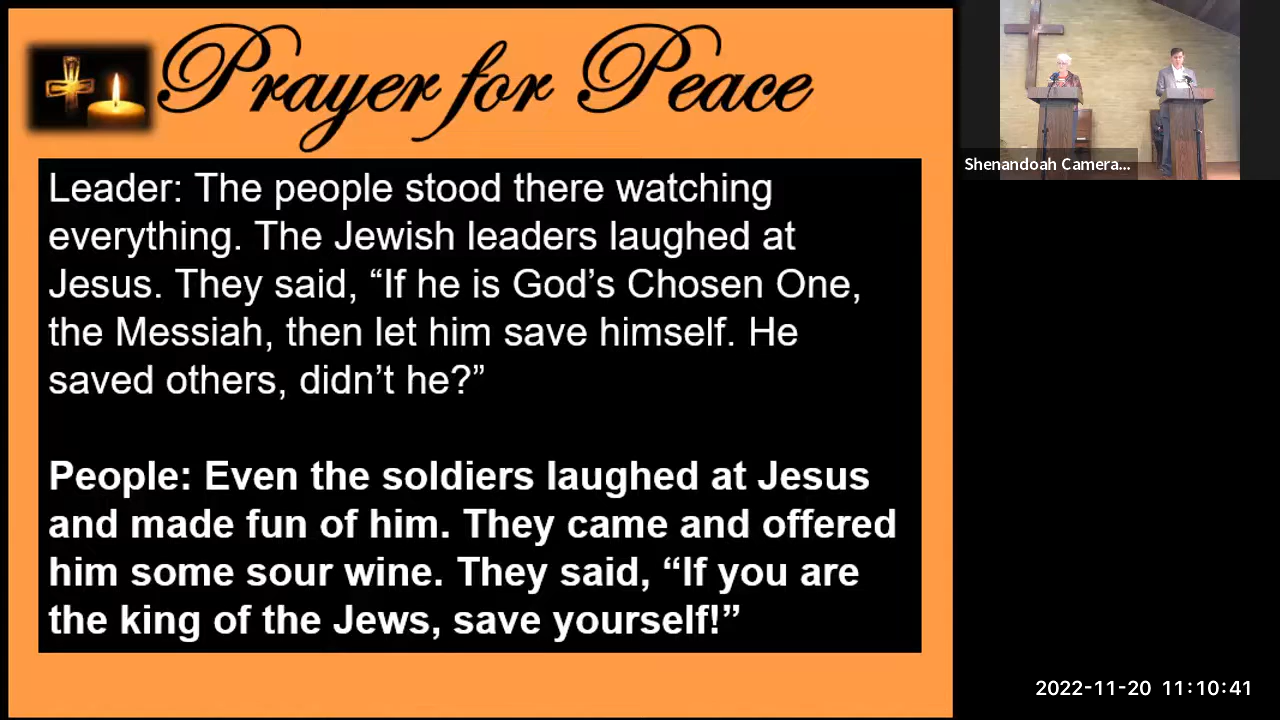 Prayer for Peace
Leader: The people stood there watching
everything. The Jewish leaders laughed at
Jesus. They said, “If he is God’s Chosen One,
the Messiah, then let him save himself. He
saved others, didn’t he?”
People: Even the soldiers laughed at Jesus
and made fun of him. They came and offered
him some sour wine. They said, “If you are
the king of the Jews, save yourself!”
Shenandoah Camera...
2022-11-20 11:10:41